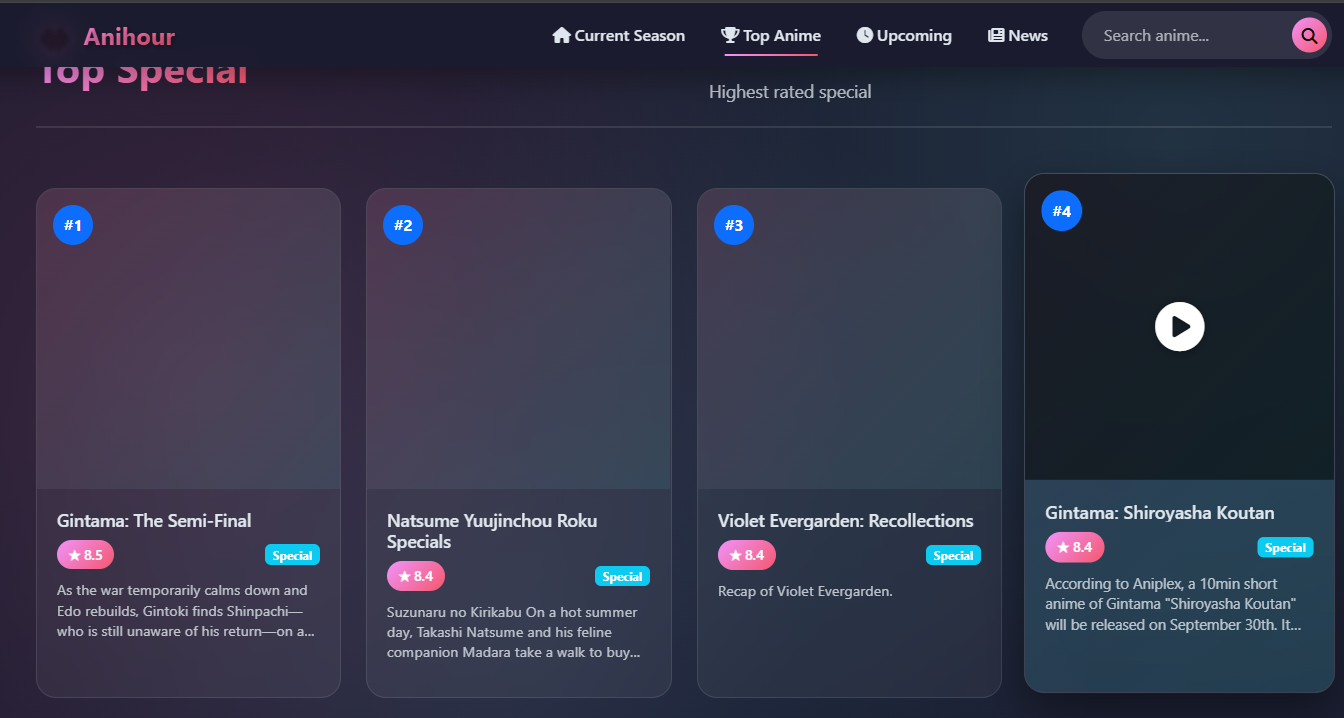 Anihour
Current Season
Top Anime
Upcoming
News
Search anime...
Top Special
Highest rated special
#1
Gintama: The Semi-Final
8.5
Special
As the war temporarily calms down and
Edo rebuilds, Gintoki finds Shinpachi—
who is still unaware of his return—on a...
#2
Natsume Yuujinchou Roku
Specials
8.4
Special
Suzunaru no Kirikabu On a hot summer
day, Takashi Natsume and his feline
companion Madara take a walk to buy...
#3
Violet Evergarden: Recollections
8.4
Special
Recap of Violet Evergarden.
#4
Gintama: Shiroyasha Koutan
8.4
Special
According to Aniplex, a 10min short
anime of Gintama "Shiroyasha Koutan"
will be released on September 30th. It...